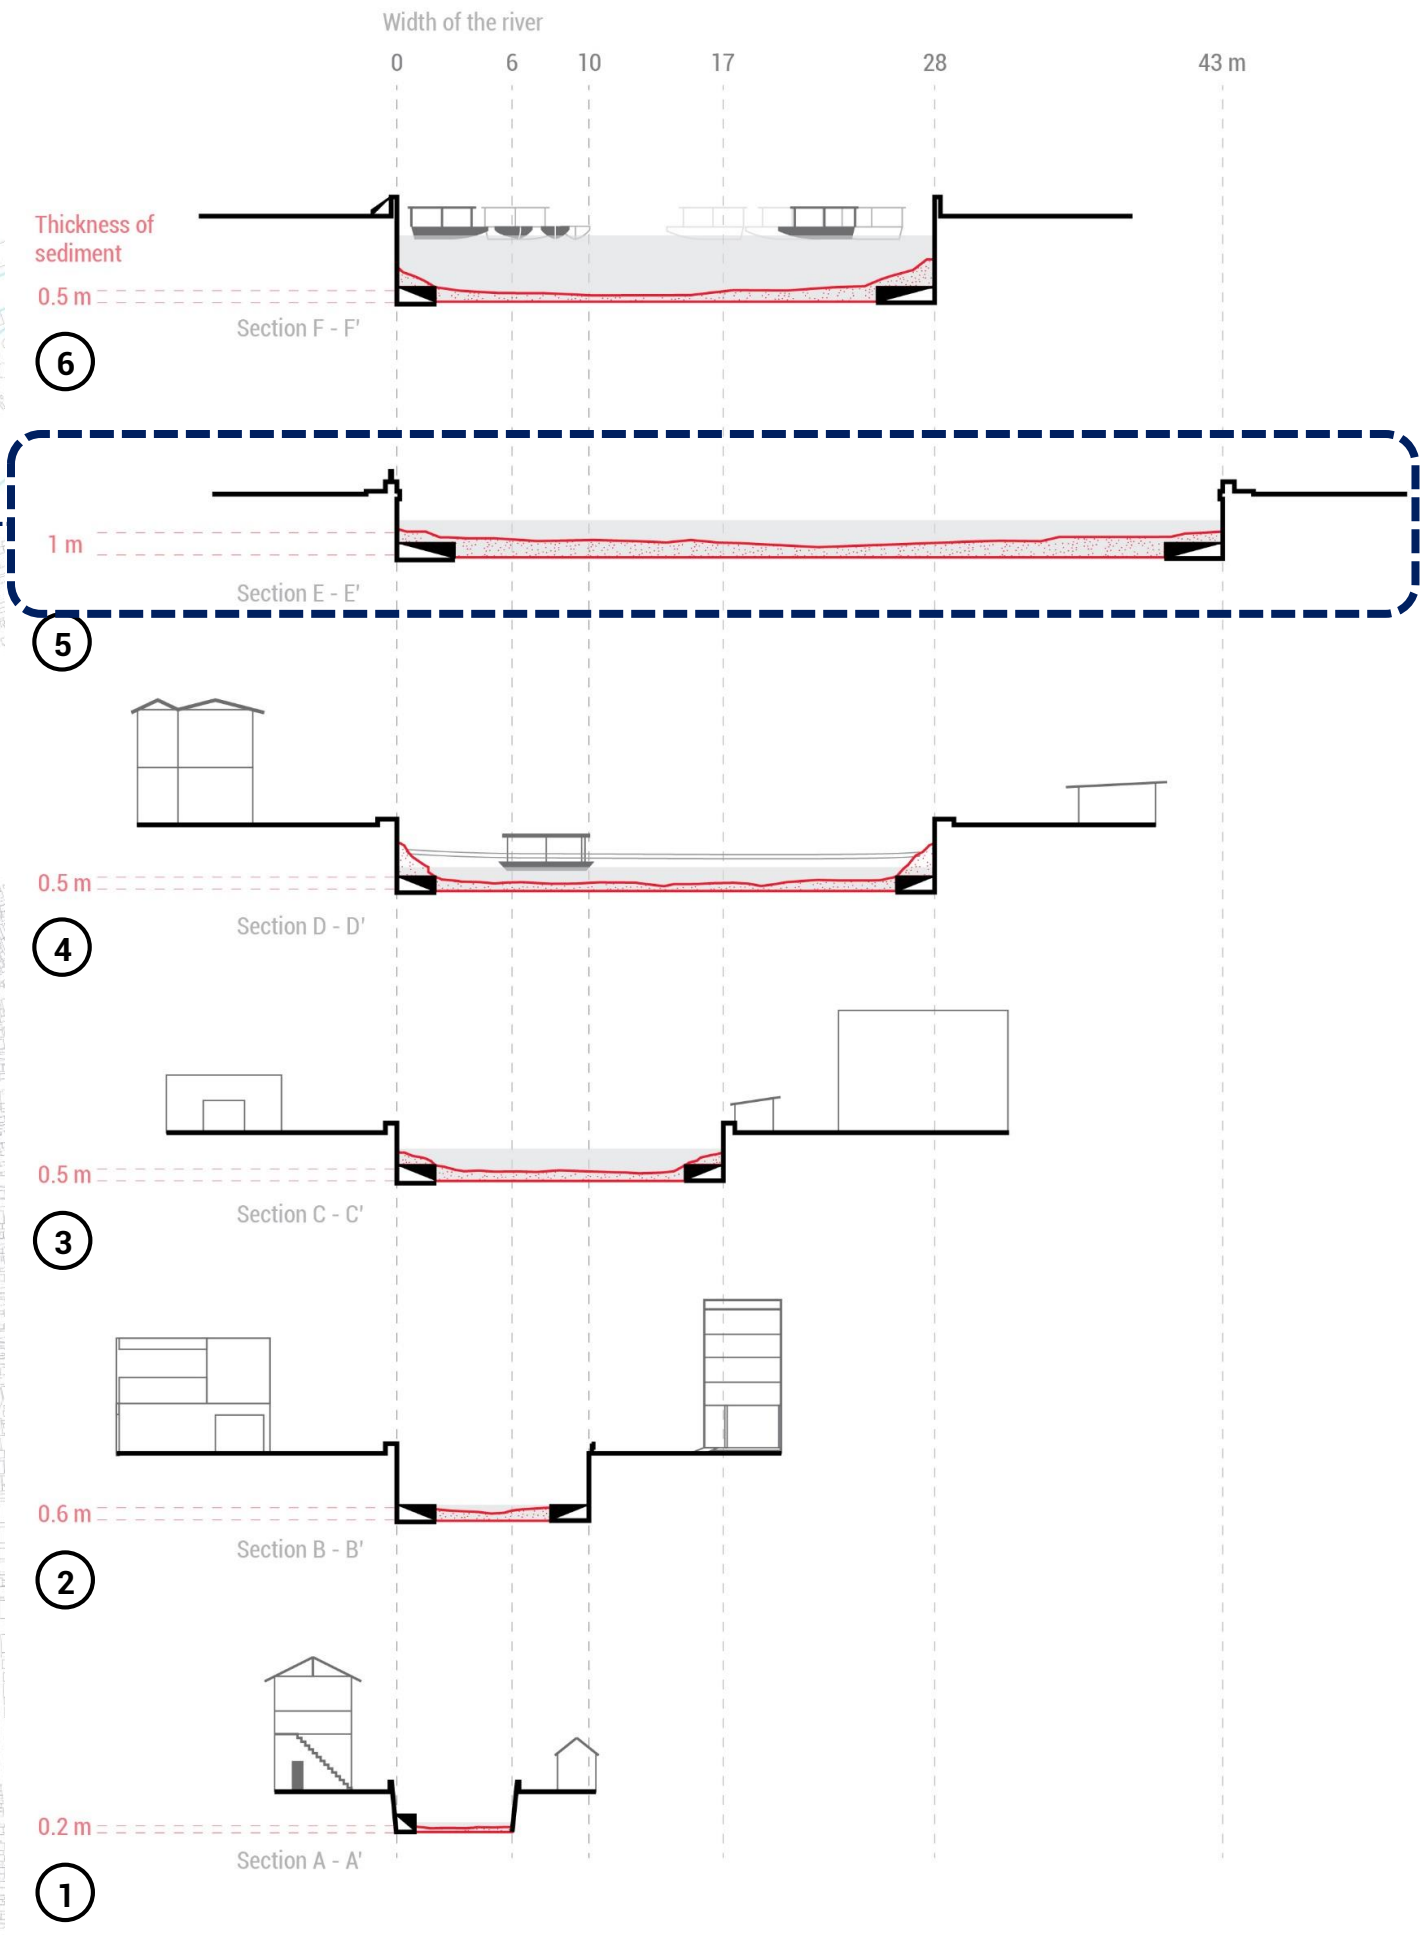 Width of the river
0 6 10 17 28 43 m
Thickness of
sediment
0.5 m
Section F - F'
6
1 m
Section E - E'
5
0.5 m
Section D - D'
4
0.5 m
Section C - C'
3
0.6 m
Section B - B'
2
0.2 m
Section A - A'
1